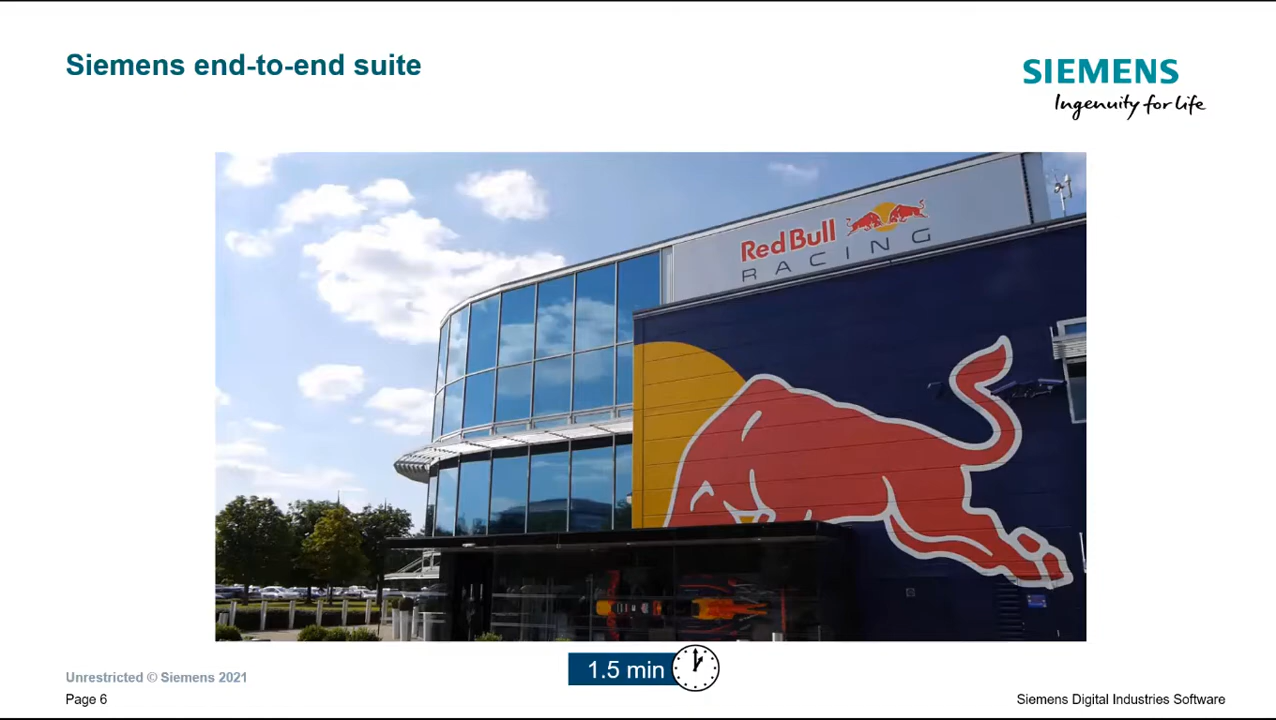 Siemens end-to-end suite
SIEMENS
Ingenuity for life
Red Bull
RACING
1.5 min
Unrestricted © Siemens 2021
Page 6
Siemens Digital Industries Software